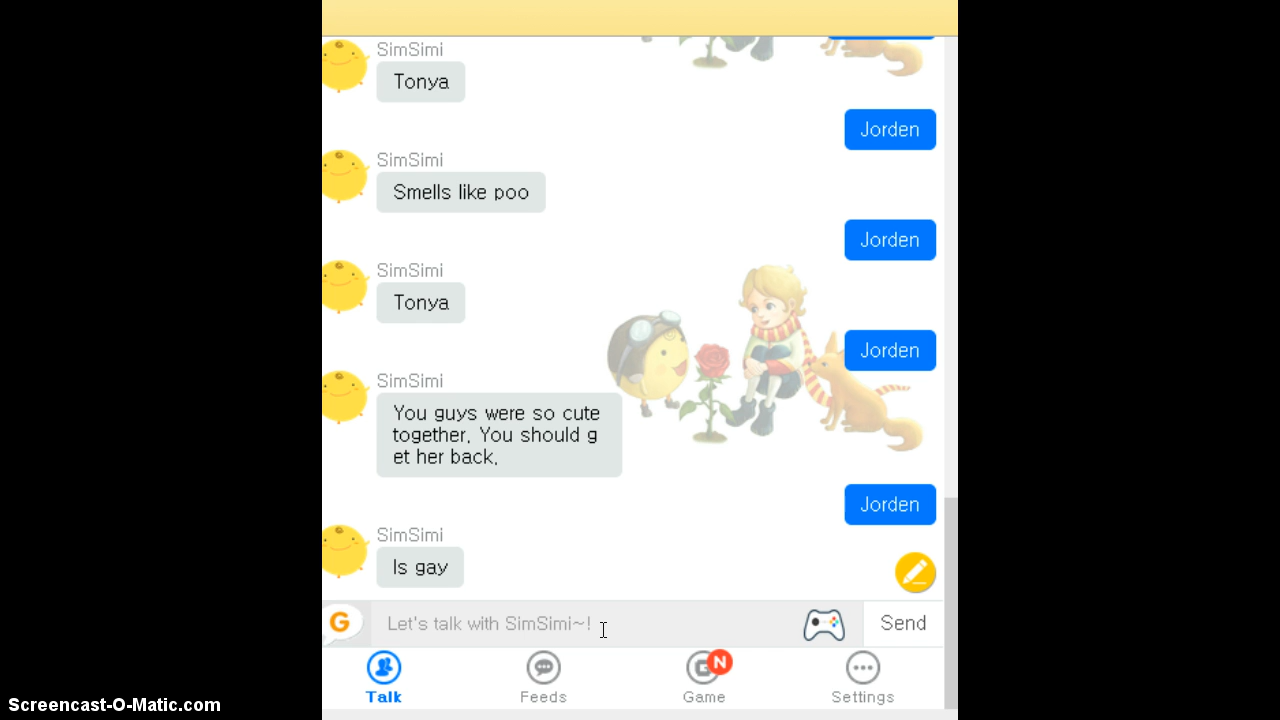 SimSimi
Tonya
Jorden
SimSimi
Smells like poo
Jorden
SimSimi
Tonya
Jorden
SimSimi
You guys were so cute
together. You should g
et her back.
Jorden
SimSimi
Is gay
G
Let's talk with SimSimi~!
Send
N
Talk
Feeds
Game
Settings
Screencast-O-Matic.com